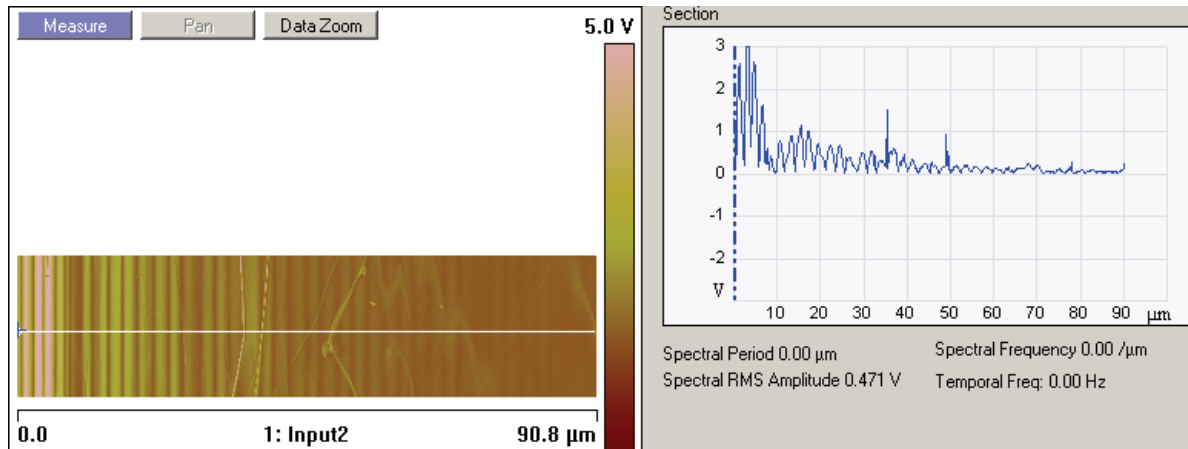 Measure Pan Data Zoom 5.0 V
0.0 1: Input2 90.8 µm
Section
3
2
1
0
-1
-2
V
10 20 30 40 50 60 70 80 90 µm
Spectral Period 0.00 µm Spectral Frequency 0.00 /µm
Spectral RMS Amplitude 0.471 V Temporal Freq: 0.00 Hz